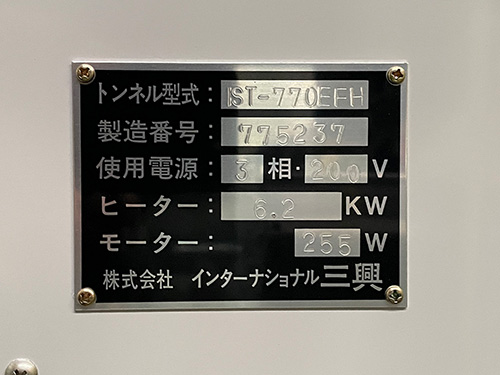 トンネル型式: IST-770EFH
製造番号: 775237
使用電源: 3 相・200 V
ヒーター: 6.2 KW
モーター: 255 W
株式会社 インターナショナル三興